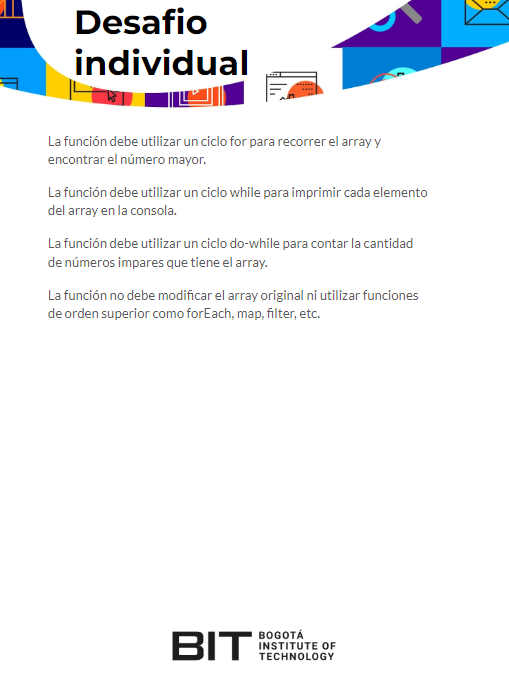 Desafio
individual
La función debe utilizar un ciclo for para recorrer el array y
encontrar el número mayor.
La función debe utilizar un ciclo while para imprimir cada elemento
del array en la consola.
La función debe utilizar un ciclo do-while para contar la cantidad
de números impares que tiene el array.
La función no debe modificar el array original ni utilizar funciones
de orden superior como forEach, map, filter, etc.
BIT
BOGOTÁ
INSTITUTE OF
TECHNOLOGY